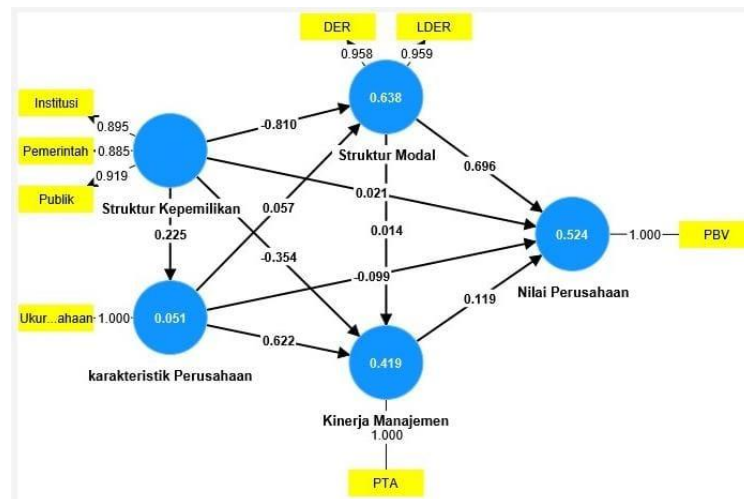 DER
LDER
0.958
0.959
Institusi
0.895
0.638
Pemerintah
0.885
-0.810
Publik
0.919
Struktur Modal
0.696
Struktur Kepemilikan
0.021
0.057
0.014
0.225
-0.354
0.524
1.000
PBV
-0.099
Nilai Perusahaan
0.119
Ukur...ahaan
1.000
0.051
0.622
0.419
karakteristik Perusahaan
Kinerja Manajemen
1.000
PTA